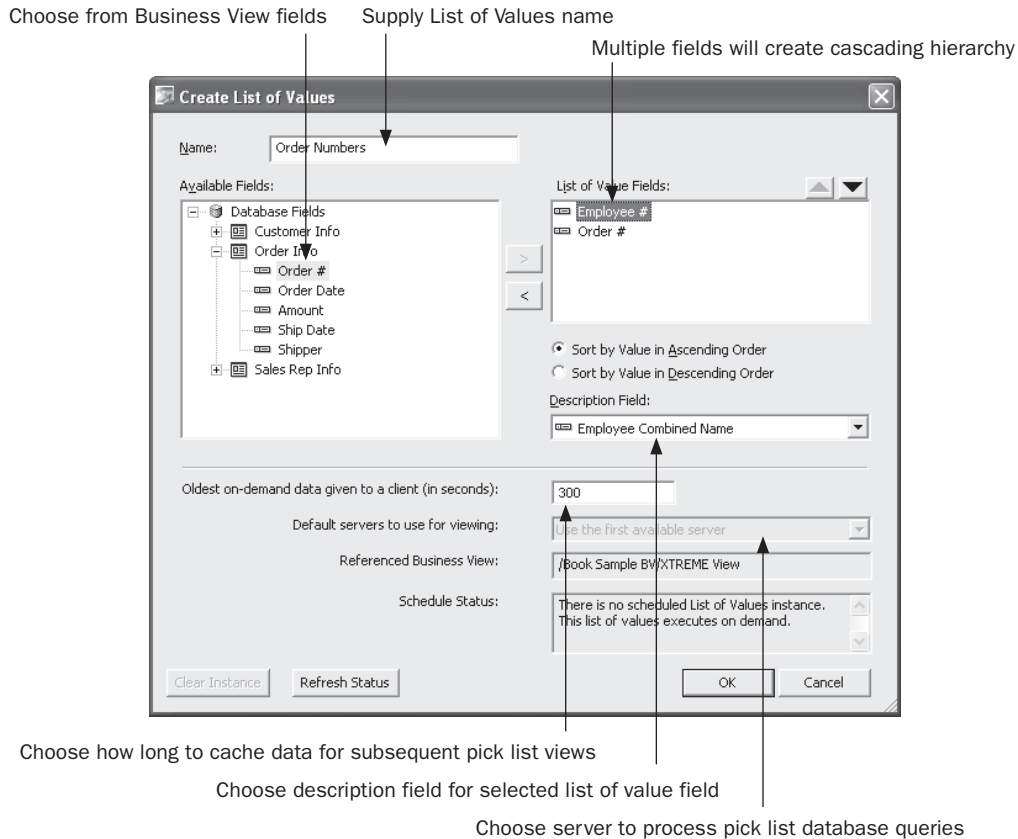 Choose from Business View fields
Supply List of Values name
Multiple fields will create cascading hierarchy
Create List of Values
Name:
Order Numbers
Available Fields:
Database Fields
Customer Info
Order Info
Order #
Order Date
Amount
Ship Date
Shipper
Sales Rep Info
>
<
List of Value Fields:
Employee #
Order #
Sort by Value in Ascending Order
Sort by Value in Descending Order
Description Field:
Employee Combined Name
Oldest on-demand data given to a client (in seconds):
300
Default servers to use for viewing:
Use the first available server
Referenced Business View:
/Book Sample BV/XTREME View
Schedule Status:
There is no scheduled List of Values instance.
This list of values executes on demand.
Clear Instance
Refresh Status
OK
Cancel
Choose how long to cache data for subsequent pick list views
Choose description field for selected list of value field
Choose server to process pick list database queries